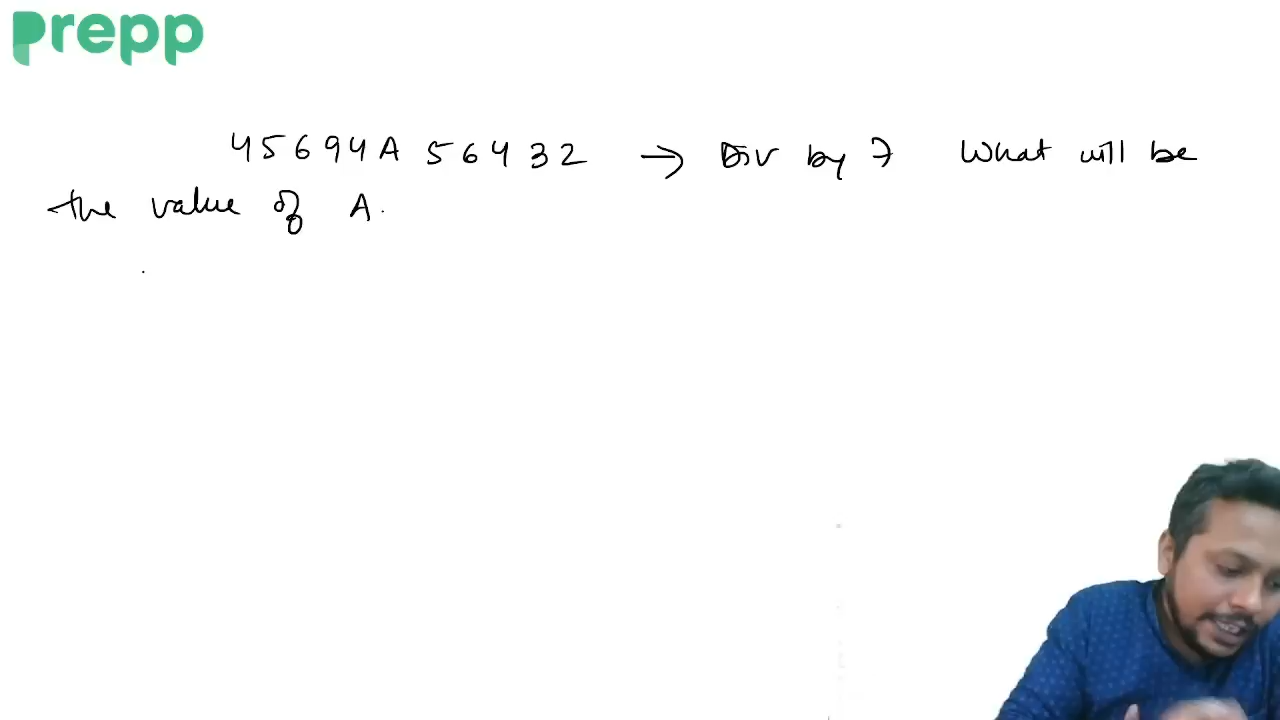 Prepp
45694A56432 → Div by 7 What will be
the value of A.